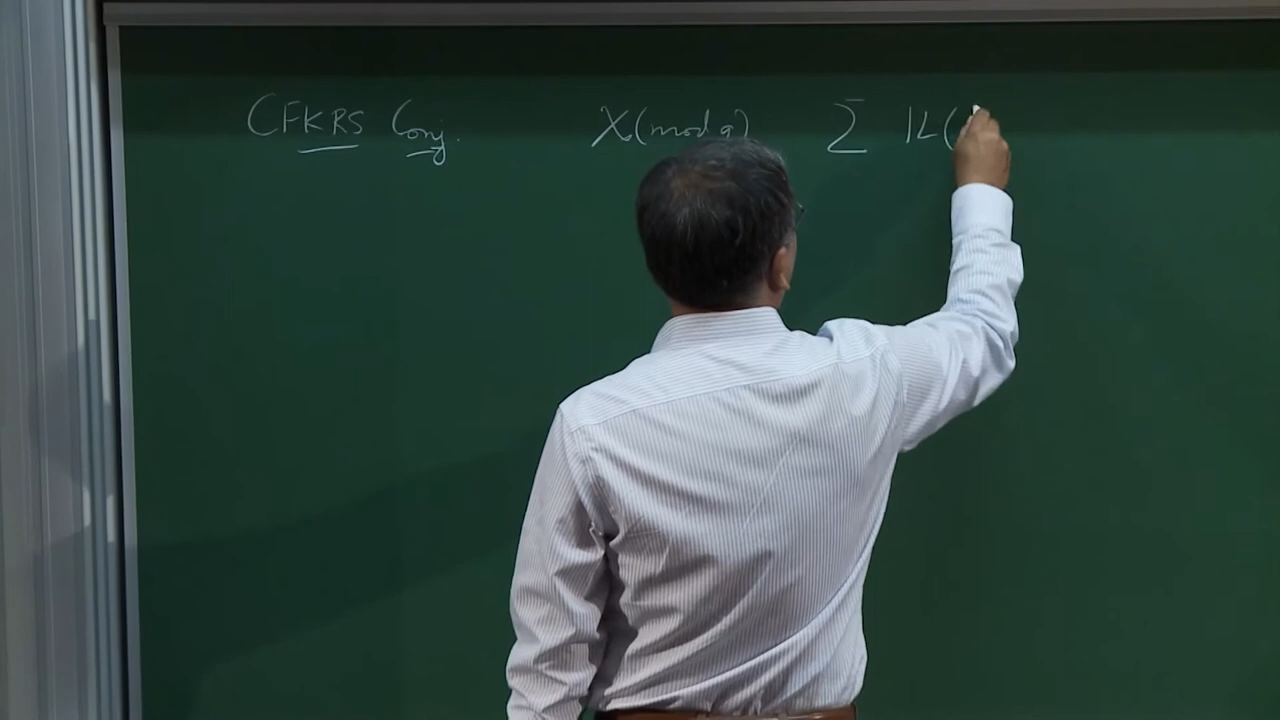 CFKRS Conj. χ(mod q) Σ |L(